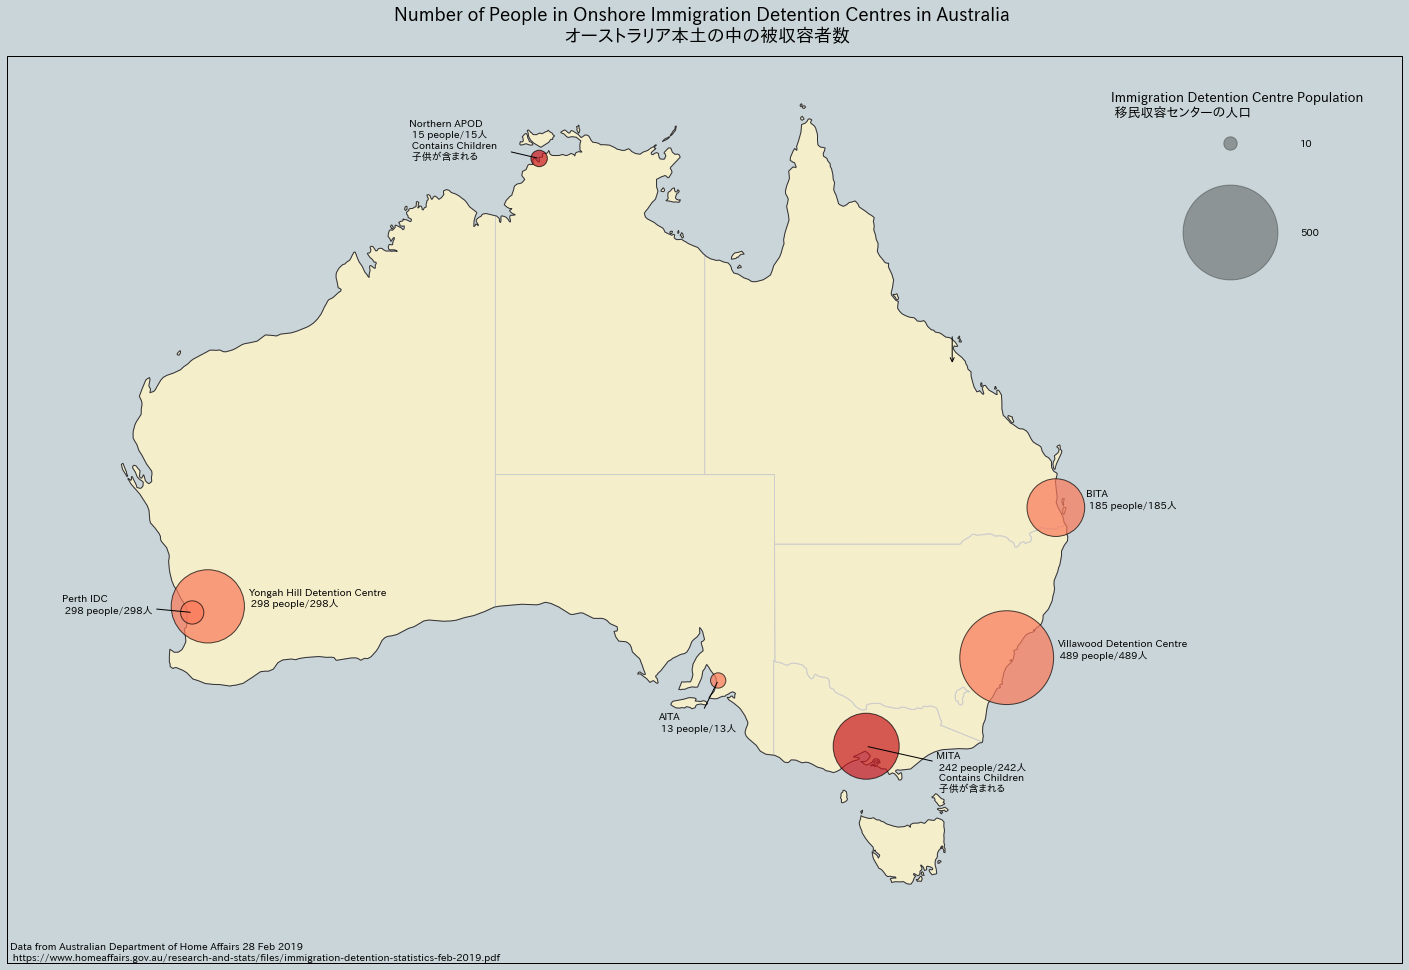 Number of People in Onshore Immigration Detention Centres in Australia
オーストラリア本土の中の被収容者数
Immigration Detention Centre Population
移民収容センターの人口
10
500
Northern APOD
15 people/15人
Contains Children
子供が含まれる
BITA
185 people/185人
Yongah Hill Detention Centre
298 people/298人
Perth IDC
298 people/298人
Villawood Detention Centre
489 people/489人
AITA
13 people/13人
MITA
242 people/242人
Contains Children
子供が含まれる
Data from Australian Department of Home Affairs 28 Feb 2019
https://www.homeaffairs.gov.au/research-and-stats/files/immigration-detention-statistics-feb-2019.pdf